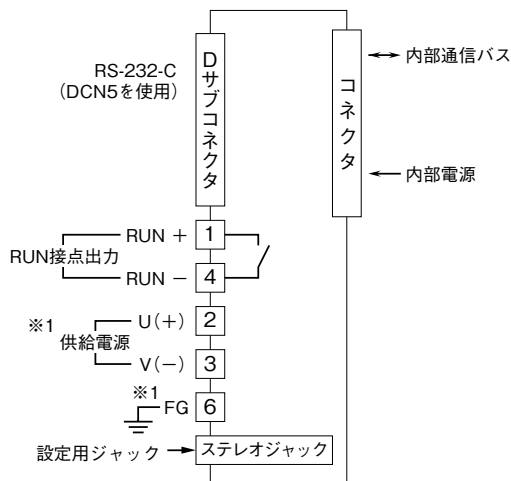 RS-232-C
(DCN5を使用)
Dサブコネクタ
コネクタ
内部通信バス
内部電源
RUN接点出力
RUN +
1
RUN −
4
※1
供給電源
U(+)
2
V(−)
3
※1
FG
6
設定用ジャック
ステレオジャック